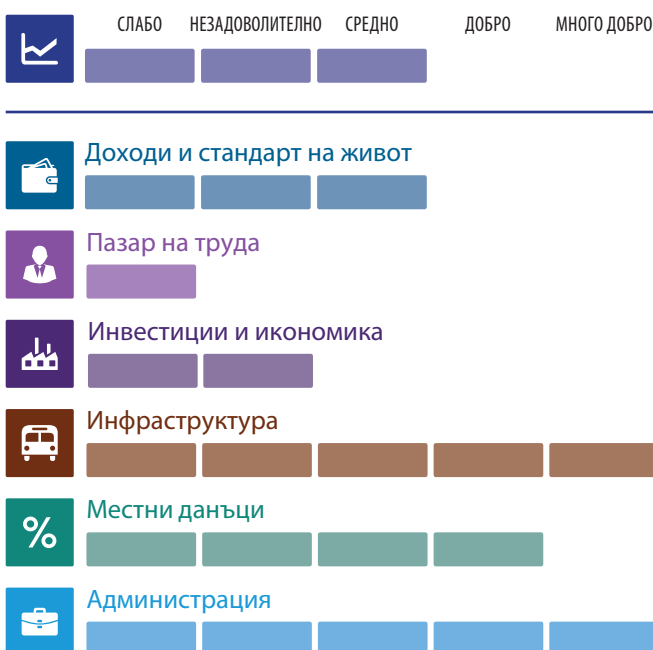 СЛАБО НЕЗАДОВОЛИТЕЛНО СРЕДНО ДОБРО МНОГО ДОБРО
Доходи и стандарт на живот
Пазар на труда
Инвестиции и икономика
Инфраструктура
Местни данъци
%
Администрация